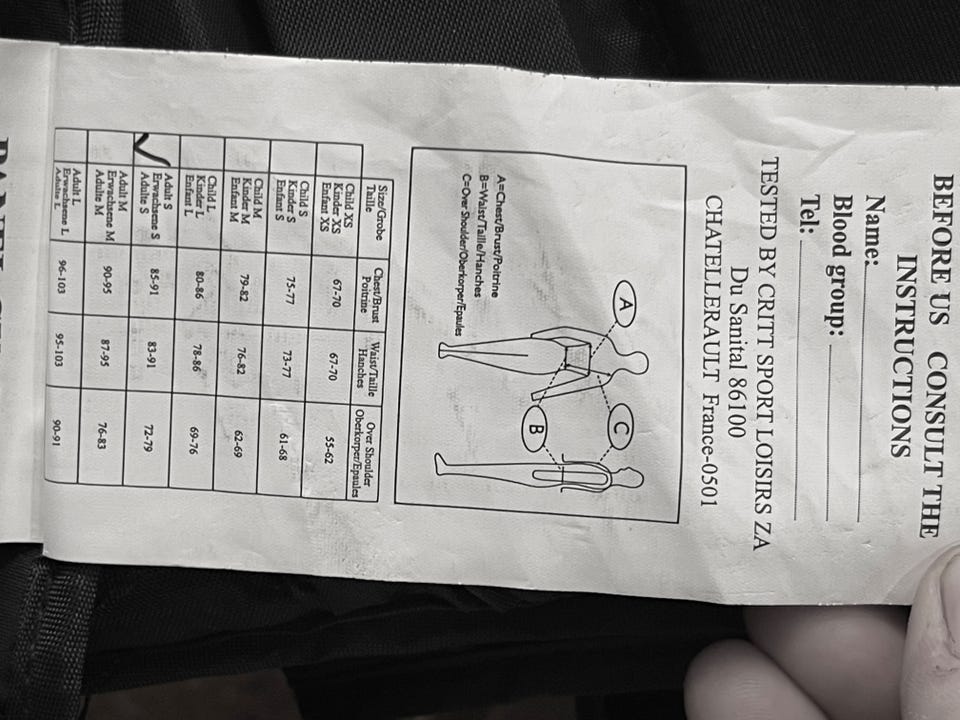 BEFORE US CONSULT THE
INSTRUCTIONS
Name:
Blood group:
Tel:
TESTED BY CRITT SPORT LOISIRS ZA
Du Sanital 86100
CHATELLERAULT France-0501
A
C
B
A=Chest/Brust/Poitrine
B=Waist/Taille/Hanches
C=Over Shoulder/Oberkorper/Epaules
Size/Grobe Chest/Brust Waist/Taille Over Shoulder
Taille Poitrine Hanches Oberkorper/Epaules
Child XS
Kinder XS 67-70 67-70 55-62
Enfant XS
Child S
Kinder S 75-77 73-77 61-68
Enfant S
Child M
Kinder M 79-82 76-82 62-69
Enfant M
Child L
Kinder L 80-86 78-86 69-76
Enfant L
Adult S
Erwachsene S 85-91 83-91 72-79
Adulte S
Adult M
Erwachsene M 90-95 87-95 76-83
Adulte M
Adult L
Erwachsene L 96-103 95-103 90-91
Adulte L